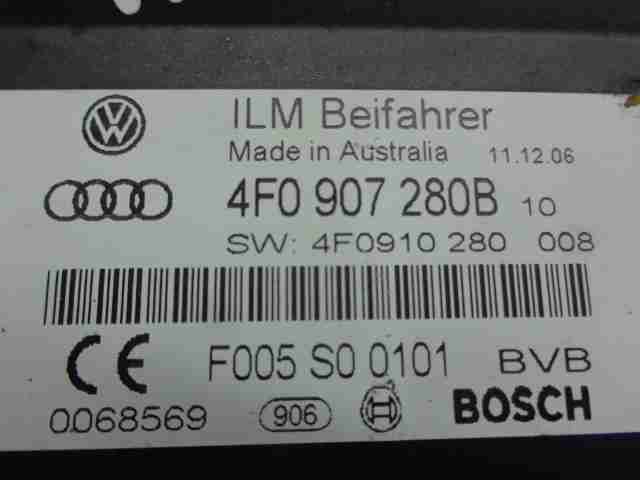 ILM Beifahrer
Made in Australia 11.12.06
4F0 907 280B 10
SW: 4F0910 280 008
CE F005 S0 0101 BVB
0068569 906 BOSCH